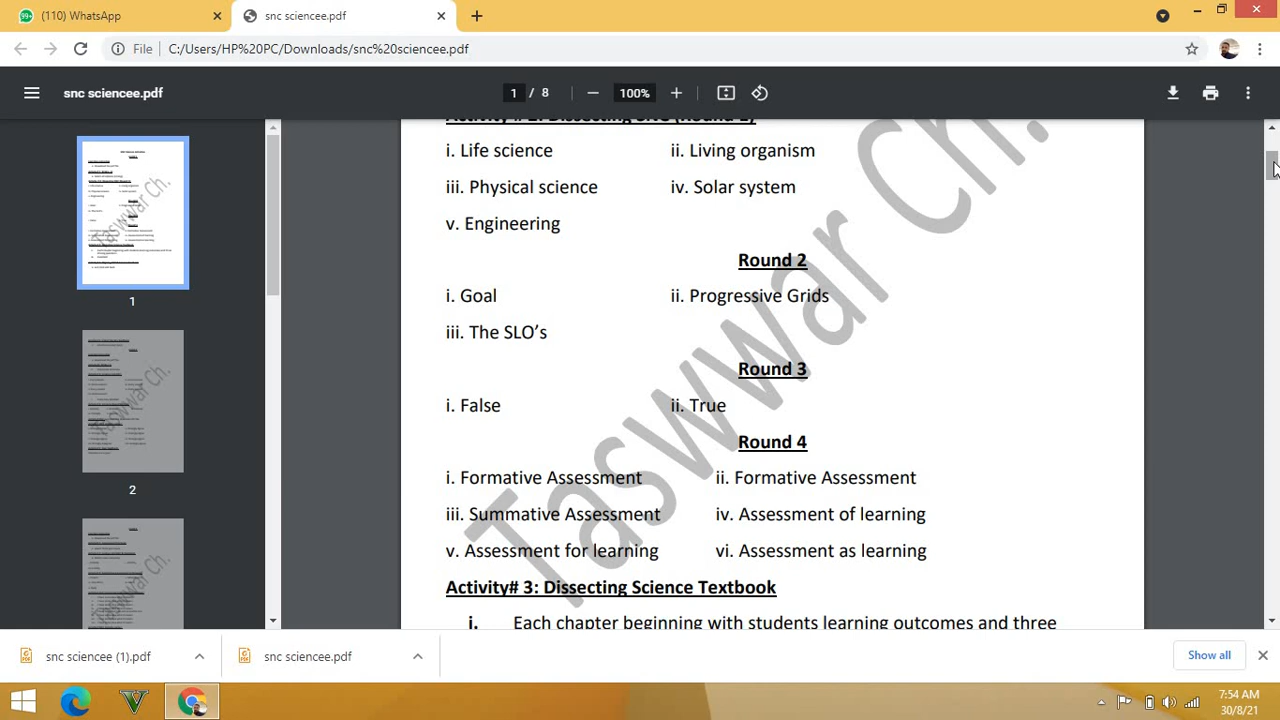 99+
(110) WhatsApp
snc sciencee.pdf
File
C:/Users/HP%20PC/Downloads/snc%20sciencee.pdf
snc sciencee.pdf
1 / 8
100%
i. Life science ii. Living organism
iii. Physical science iv. Solar system
v. Engineering
Round 2
i. Goal ii. Progressive Grids
iii. The SLO’s
Round 3
i. False ii. True
Round 4
i. Formative Assessment ii. Formative Assessment
iii. Summative Assessment iv. Assessment of learning
v. Assessment for learning vi. Assessment as learning
Activity# 3: Dissecting Science Textbook
i. Each chapter beginning with students learning outcomes and three
Taswwar Ch.
1
2
snc sciencee (1).pdf
snc sciencee.pdf
Show all
7:54 AM
30/8/21